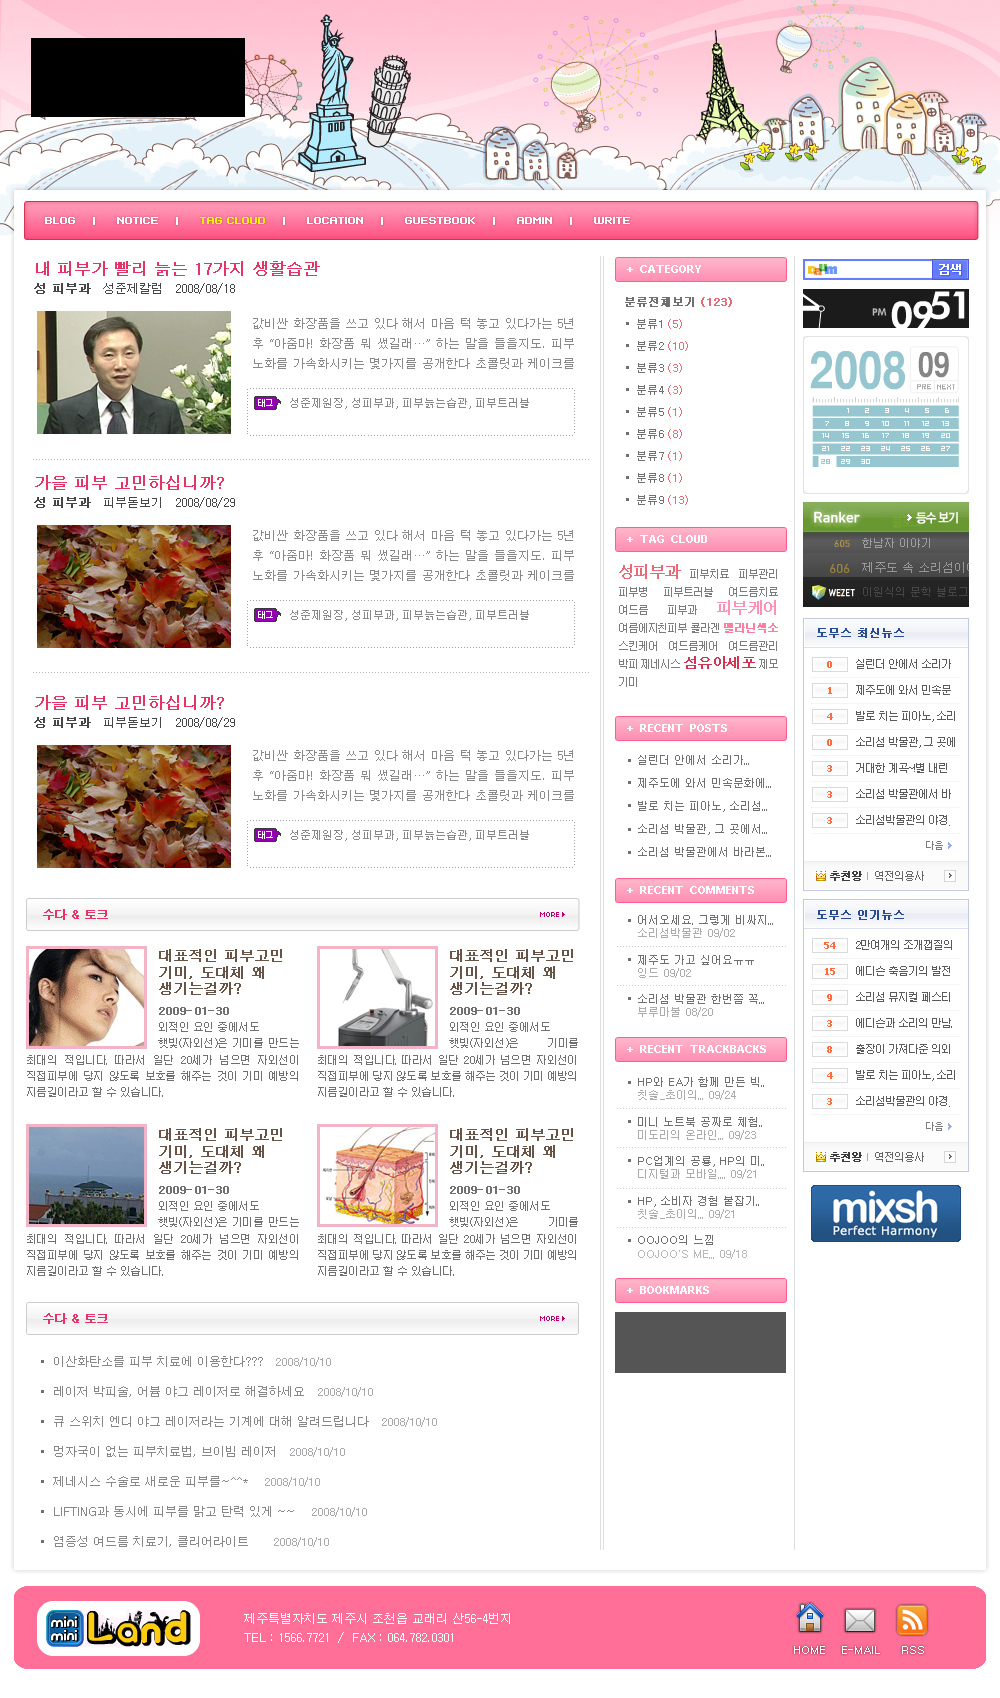 BLOG | NOTICE | TAG CLOUD | LOCATION | GUESTBOOK | ADMIN | WRITE
내 피부가 빨리 늙는 17가지 생활습관
성 피부과 성준제칼럼 2008/08/18
값비싼 화장품을 쓰고 있다 해서 마음 턱 놓고 있다가는 5년
후 “아줌마! 화장품 뭐 썼길래…” 하는 말을 들을지도. 피부
노화를 가속화시키는 몇가지를 공개한다 초콜릿과 케이크를
태그 성준제원장, 성피부과, 피부늙는습관, 피부트러블
가을 피부 고민하십니까?
성 피부과 피부돋보기 2008/08/29
값비싼 화장품을 쓰고 있다 해서 마음 턱 놓고 있다가는 5년
후 “아줌마! 화장품 뭐 썼길래…” 하는 말을 들을지도. 피부
노화를 가속화시키는 몇가지를 공개한다 초콜릿과 케이크를
태그 성준제원장, 성피부과, 피부늙는습관, 피부트러블
가을 피부 고민하십니까?
성 피부과 피부돋보기 2008/08/29
값비싼 화장품을 쓰고 있다 해서 마음 턱 놓고 있다가는 5년
후 “아줌마! 화장품 뭐 썼길래…” 하는 말을 들을지도. 피부
노화를 가속화시키는 몇가지를 공개한다 초콜릿과 케이크를
태그 성준제원장, 성피부과, 피부늙는습관, 피부트러블
수다 & 토크 MORE
대표적인 피부고민
기미, 도대체 왜
생기는걸까?
2009-01-30
외적인 요인 중에서도
햇빛(자외선)은 기미를 만드는
최대의 적입니다. 따라서 일단 20세가 넘으면 자외선이
직접피부에 닿지 않도록 보호를 해주는 것이 기미 예방의
지름길이라고 할 수 있습니다.
대표적인 피부고민
기미, 도대체 왜
생기는걸까?
2009-01-30
외적인 요인 중에서도
햇빛(자외선)은 기미를
최대의 적입니다. 따라서 일단 20세가 넘으면 자외선이
직접피부에 닿지 않도록 보호를 해주는 것이 기미 예방의
지름길이라고 할 수 있습니다.
대표적인 피부고민
기미, 도대체 왜
생기는걸까?
2009-01-30
외적인 요인 중에서도
햇빛(자외선)은 기미를 만드는
최대의 적입니다. 따라서 일단 20세가 넘으면 자외선이
직접피부에 닿지 않도록 보호를 해주는 것이 기미 예방의
지름길이라고 할 수 있습니다.
대표적인 피부고민
기미, 도대체 왜
생기는걸까?
2009-01-30
외적인 요인 중에서도
햇빛(자외선)은 기미를
최대의 적입니다. 따라서 일단 20세가 넘으면 자외선이
직접피부에 닿지 않도록 보호를 해주는 것이 기미 예방의
지름길이라고 할 수 있습니다.
수다 & 토크 MORE
이산화탄소를 피부 치료에 이용한다??? 2008/10/10
레이저 박피술, 어븀 야그 레이저로 해결하세요 2008/10/10
큐 스위치 엔디 야그 레이저라는 기계에 대해 알려드립니다 2008/10/10
멍자국이 없는 피부치료법, 브이빔 레이저 2008/10/10
제네시스 수술로 새로운 피부를~^^* 2008/10/10
LIFTING과 동시에 피부를 맑고 탄력 있게 ~~ 2008/10/10
염증성 여드름 치료기, 클리어라이트 2008/10/10
+ CATEGORY
분류전체보기 (123)
분류1 (5)
분류2 (10)
분류3 (3)
분류4 (3)
분류5 (1)
분류6 (8)
분류7 (1)
분류8 (1)
분류9 (13)
+ TAG CLOUD
성피부과 피부치료 피부관리
피부병 피부트러블 여드름치료
여드름 피부과 피부케어
여름에지친피부 콜라겐 멜라닌색소
스킨케어 여드름케어 여드름관리
박피 제네시스 섬유아세포 제모
기미
+ RECENT POSTS
실린더 안에서 소리가...
제주도에 와서 민속문화에...
발로 치는 피아노, 소리섬...
소리섬 박물관, 그 곳에서...
소리섬 박물관에서 바라본...
+ RECENT COMMENTS
어서오세요. 그렇게 비싸지...
소리섬박물관 09/02
제주도 가고 싶어요ㅠㅠ
잉드 09/02
소리섬 박물관 한번쯤 꼭...
부루마불 08/20
+ RECENT TRACKBACKS
HP와 EA가 함께 만든 빅..
칫솔_초이의... 09/24
미니 노트북 공짜로 체험..
미도리의 온라인... 09/23
PC업계의 공룡, HP의 미..
디지털과 모바일.... 09/21
HP, 소비자 경험 붙잡기..
칫솔_초이의... 09/21
OOJOO의 느낌
OOJOO'S ME... 09/18
+ BOOKMARKS
Daum 검색
PM 09 51
2008 09
PRE NEXT
1 2 3 4 5 6
7 8 9 10 11 12 13
14 15 16 17 18 19 20
21 22 23 24 25 26 27
28 29 30
Ranker 등수 보기
605 한남자 이야기
606 제주도 속 소리섬이
WEZET 이원식의 문학 블로그
도무스 최신뉴스
0 실린더 안에서 소리가
1 제주도에 와서 민속문
4 발로 치는 피아노, 소리
0 소리섬 박물관, 그 곳에
3 거대한 계곡~!별 내린
3 소리섬 박물관에서 바
3 소리섬박물관의 야경.
다음
추천왕 | 역전의용사
도무스 인기뉴스
54 2만여개의 조개껍질의
15 에디슨 축음기의 발전
9 소리섬 뮤지컬 페스티
3 에디슨과 소리의 만남.
8 출장이 가져다준 의외
4 발로 치는 피아노, 소리
3 소리섬박물관의 야경.
다음
추천왕 | 역전의용사
mixsh
Perfect Harmony
mini mini Land
제주특별자치도 제주시 조천읍 교래리 산56-4번지
TEL : 1566.7721 / FAX : 064.782.0301
HOME E-MAIL RSS